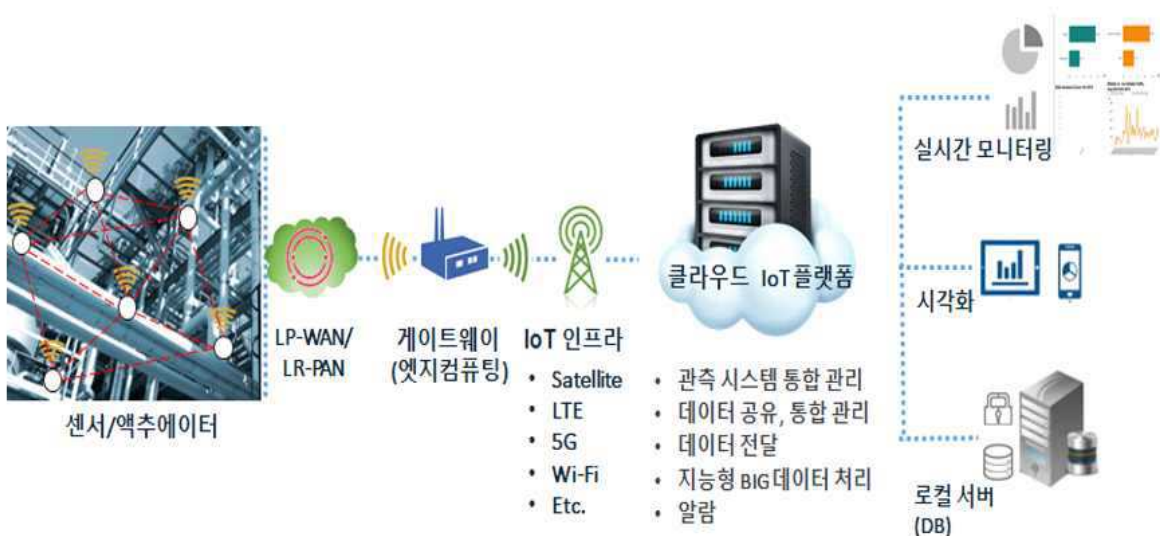 실시간 모니터링
클라우드 IoT 플랫폼
시각화
LP-WAN/
LR-PAN
게이트웨이
(엣지컴퓨팅)
IoT 인프라
• Satellite
• LTE
• 5G
• Wi-Fi
• Etc.
• 관측 시스템 통합 관리
• 데이터 공유, 통합 관리
• 데이터 전달
• 지능형 BIG 데이터 처리
• 알람
센서/액추에이터
로컬 서버
(DB)